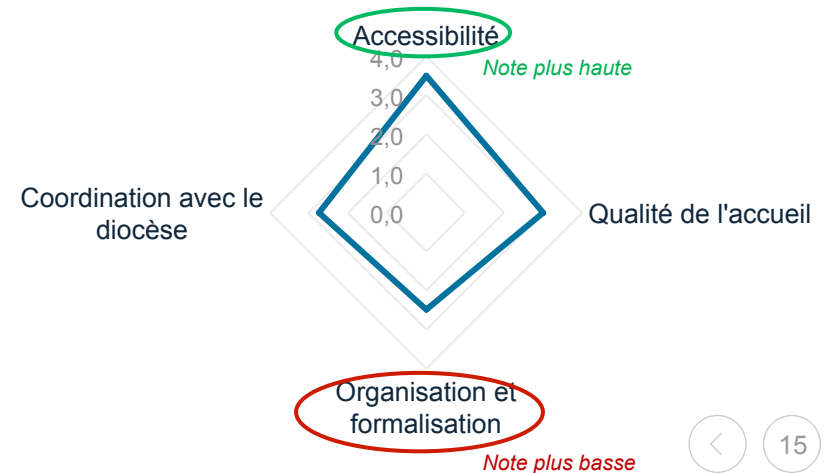 Accessibilité
4,0
Note plus haute
3,0
2,0
1,0
Coordination avec le
diocèse
0,0
Qualité de l'accueil
Organisation et
formalisation
Note plus basse
15